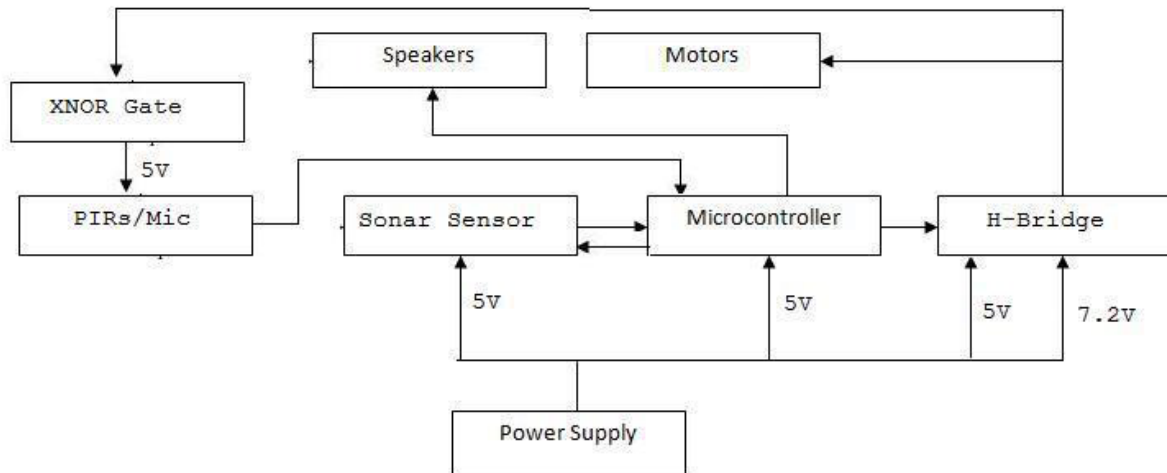 Speakers
Motors
XNOR Gate
5V
PIRs/Mic
Sonar Sensor
Microcontroller
H-Bridge
5V
5V
5V
7.2V
Power Supply